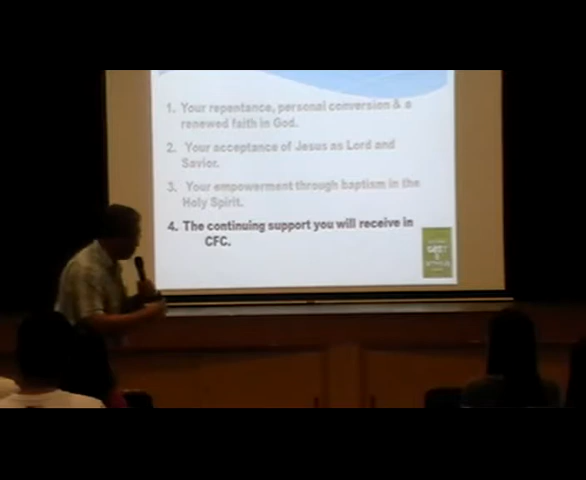 1. Your repentance, personal conversion & a
renewed faith in God.
2. Your acceptance of Jesus as Lord and
Savior.
3. Your empowerment through baptism in the
Holy Spirit.
4. The continuing support you will receive in
CFC.